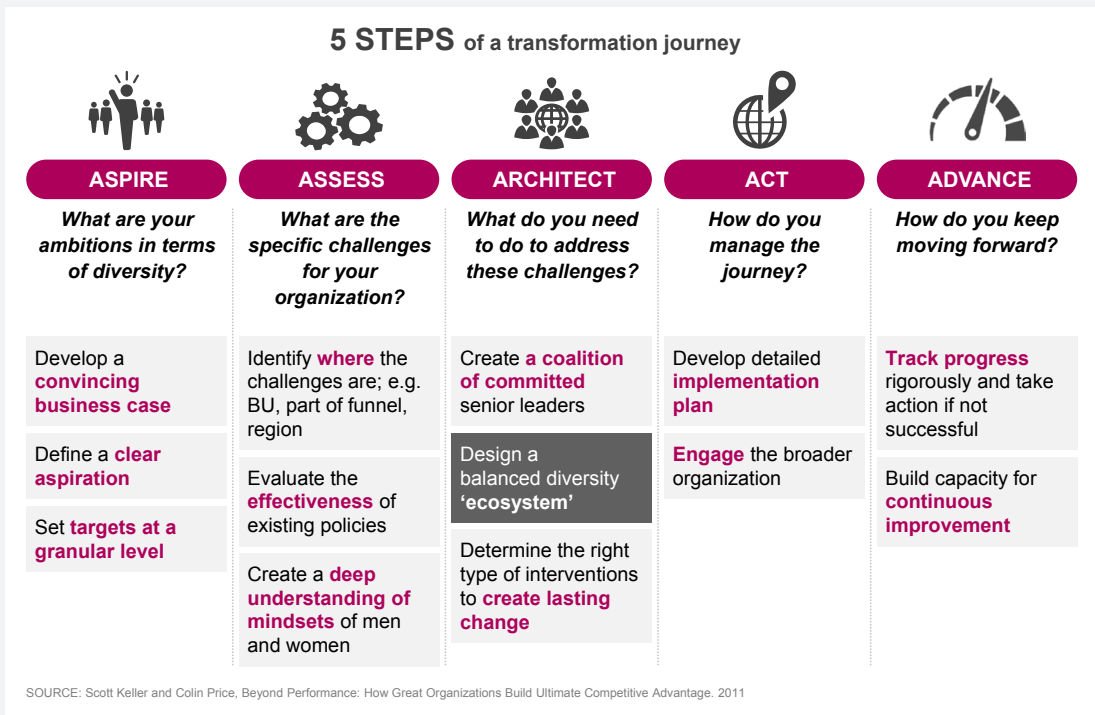 5 STEPS of a transformation journey
ASPIRE
What are your
ambitions in terms
of diversity?
Develop a
convincing
business case
Define a clear
aspiration
Set targets at a
granular level
ASSESS
What are the
specific challenges
for your
organization?
Identify where the
challenges are; e.g.
BU, part of funnel,
region
Evaluate the
effectiveness of
existing policies
Create a deep
understanding of
mindsets of men
and women
ARCHITECT
What do you need
to do to address
these challenges?
Create a coalition
of committed
senior leaders
Design a
balanced diversity
‘ecosystem’
Determine the right
type of interventions
to create lasting
change
ACT
How do you
manage the
journey?
Develop detailed
implementation
plan
Engage the broader
organization
ADVANCE
How do you keep
moving forward?
Track progress
rigorously and take
action if not
successful
Build capacity for
continuous
improvement
SOURCE: Scott Keller and Colin Price, Beyond Performance: How Great Organizations Build Ultimate Competitive Advantage. 2011